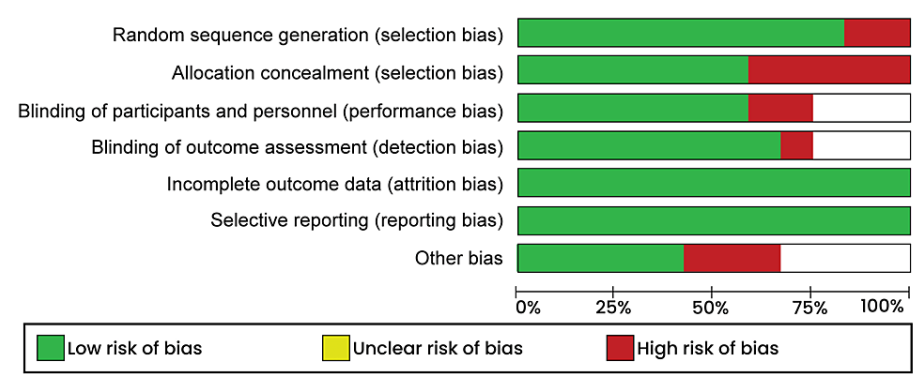 Random sequence generation (selection bias)
Allocation concealment (selection bias)
Blinding of participants and personnel (performance bias)
Blinding of outcome assessment (detection bias)
Incomplete outcome data (attrition bias)
Selective reporting (reporting bias)
Other bias
0% 25% 50% 75% 100%
Low risk of bias Unclear risk of bias High risk of bias